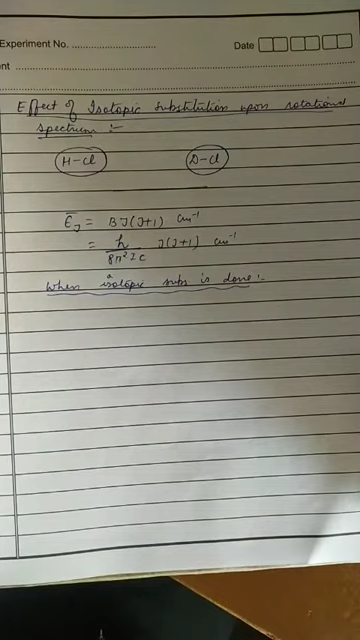 Experiment No. ............................
Date
nt ............................................................
Effect of Isotopic Substitution upon rotational
spectrum :-
H-Cl D-Cl
EJ = BJ(J+1) cm⁻¹
= h / 8π²Ic J(J+1) cm⁻¹
When isotopic subs is done :-